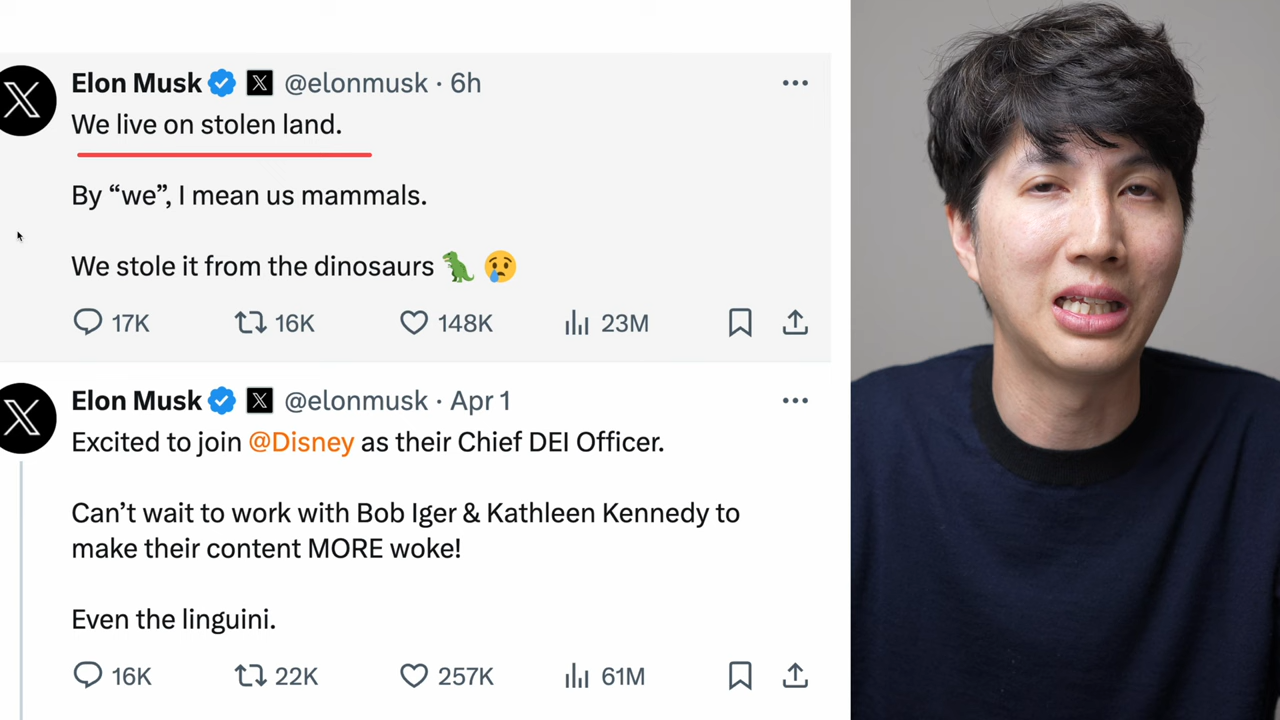 Elon Musk @elonmusk · 6h
We live on stolen land.
By “we”, I mean us mammals.
We stole it from the dinosaurs 🦖 😢
17K 16K 148K 23M
Elon Musk @elonmusk · Apr 1
Excited to join @Disney as their Chief DEI Officer.
Can’t wait to work with Bob Iger & Kathleen Kennedy to
make their content MORE woke!
Even the linguini.
16K 22K 257K 61M